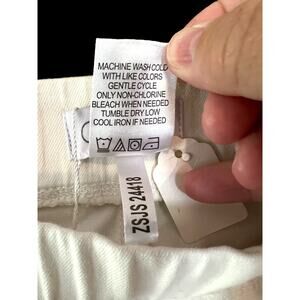 MACHINE WASH COLD
WITH LIKE COLORS
GENTLE CYCLE
ONLY NON-CHLORINE
BLEACH WHEN NEEDED
TUMBLE DRY LOW
COOL IRON IF NEEDED
ZSJS 24418